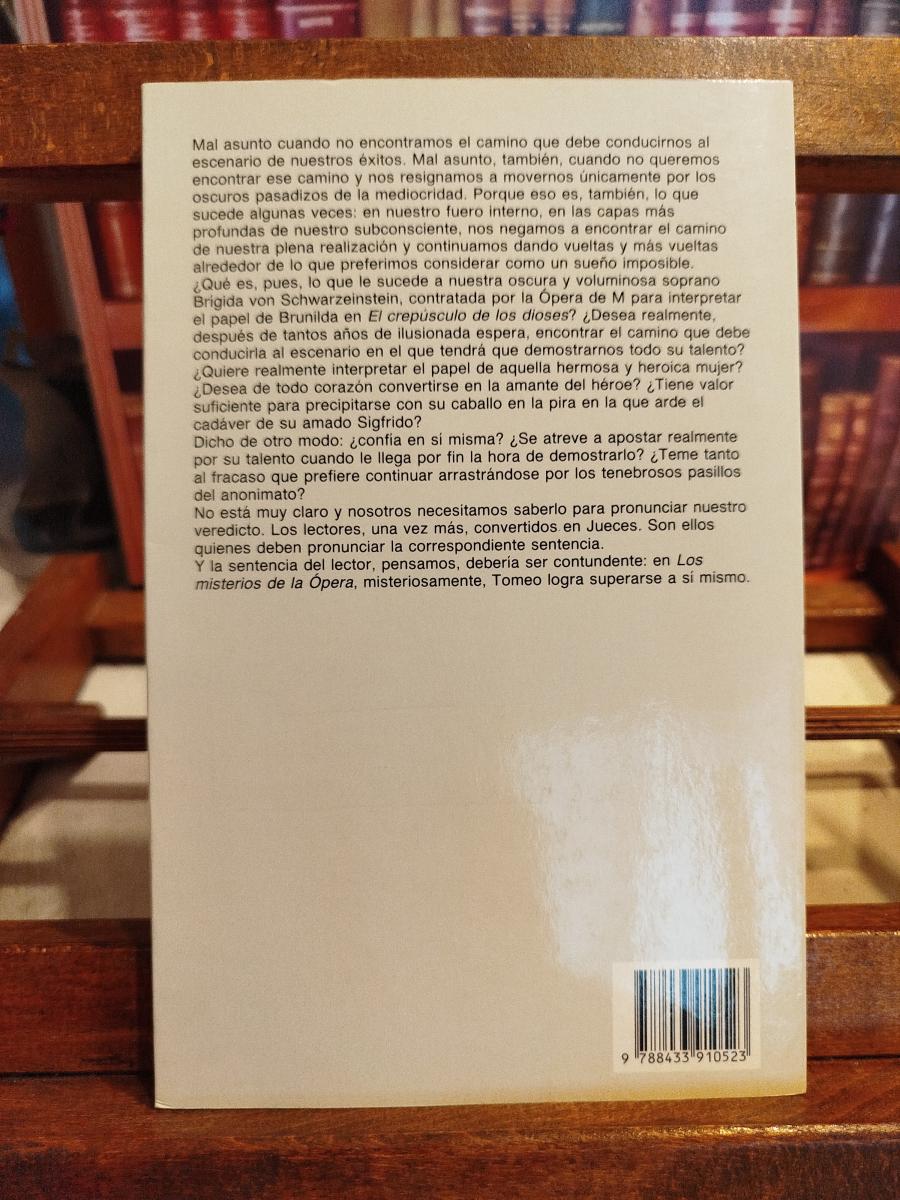 Mal asunto cuando no encontramos el camino que debe conducirnos al
escenario de nuestros éxitos. Mal asunto, también, cuando no queremos
encontrar ese camino y nos resignamos a movernos únicamente por los
oscuros pasadizos de la mediocridad. Porque eso es, también, lo que
sucede algunas veces: en nuestro fuero interno, en las capas más
profundas de nuestro subconsciente, nos negamos a encontrar el camino
de nuestra plena realización y continuamos dando vueltas y más vueltas
alrededor de lo que preferimos considerar como un sueño imposible.
¿Qué es, pues, lo que le sucede a nuestra oscura y voluminosa soprano
Brígida von Schwarzeinstein, contratada por la Ópera de M para interpretar
el papel de Brunilda en El crepúsculo de los dioses? ¿Desea realmente,
después de tantos años de ilusionada espera, encontrar el camino que debe
conducirla al escenario en el que tendrá que demostrarnos todo su talento?
¿Quiere realmente interpretar el papel de aquella hermosa y heroica mujer?
¿Desea de todo corazón convertirse en la amante del héroe? ¿Tiene valor
suficiente para precipitarse con su caballo en la pira en la que arde el
cadáver de su amado Sigfrido?
Dicho de otro modo: ¿confía en sí misma? ¿Se atreve a apostar realmente
por su talento cuando le llega por fin la hora de demostrarlo? ¿Teme tanto
al fracaso que prefiere continuar arrastrándose por los tenebrosos pasillos
del anonimato?
No está muy claro y nosotros necesitamos saberlo para pronunciar nuestro
veredicto. Los lectores, una vez más, convertidos en Jueces. Son ellos
quienes deben pronunciar la correspondiente sentencia.
Y la sentencia del lector, pensamos, debería ser contundente: en Los
misterios de la Ópera, misteriosamente, Tomeo logra superarse a sí mismo.
9 788433 910523